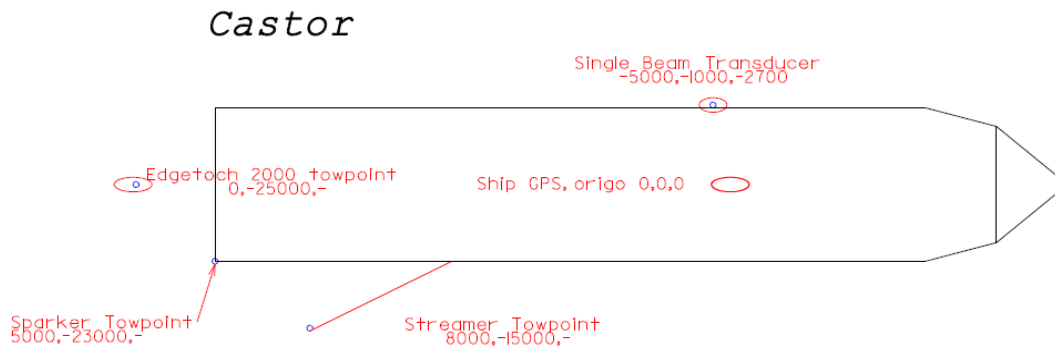 Castor
Single Beam Transducer
-5000,-1000,-2700
Edgetoch 2000 towpoint
0,-25000,-
Ship GPS, origo 0,0,0
Sparker Towpoint
5000,-23000,-
Streamer Towpoint
8000,-15000,-